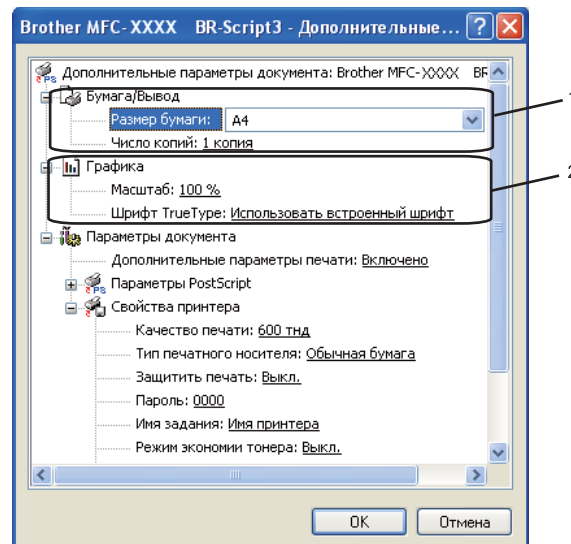 Brother MFC-XXXX BR-Script3 - Дополнительные...
Дополнительные параметры документа: Brother MFC-XXXX BR
Бумага/Вывод
Размер бумаги: A4
Число копий: 1 копия
1
Графика
Масштаб: 100 %
Шрифт TrueType: Использовать встроенный шрифт
2
Параметры документа
Дополнительные параметры печати: Включено
Параметры PostScript
Свойства принтера
Качество печати: 600 тнд
Тип печатного носителя: Обычная бумага
Защитить печать: Выкл.
Пароль: 0000
Имя задания: Имя принтера
Режим экономии тонера: Выкл.
OK Отмена